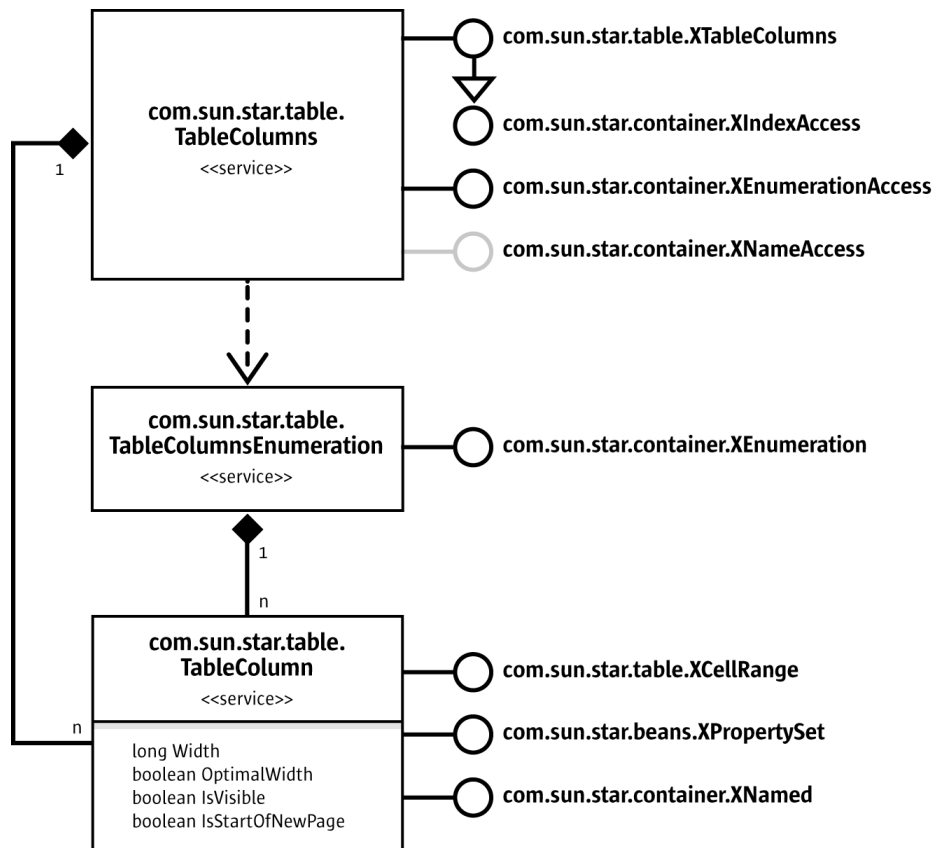 com.sun.star.table.XTableColumns
com.sun.star.table.
TableColumns
<<service>>
com.sun.star.container.XIndexAccess
1
com.sun.star.container.XEnumerationAccess
com.sun.star.container.XNameAccess
com.sun.star.table.
TableColumnsEnumeration
<<service>>
com.sun.star.container.XEnumeration
1
n
com.sun.star.table.
TableColumn
<<service>>
com.sun.star.table.XCellRange
n
com.sun.star.beans.XPropertySet
long Width
boolean OptimalWidth
boolean IsVisible
boolean IsStartOfNewPage
com.sun.star.container.XNamed